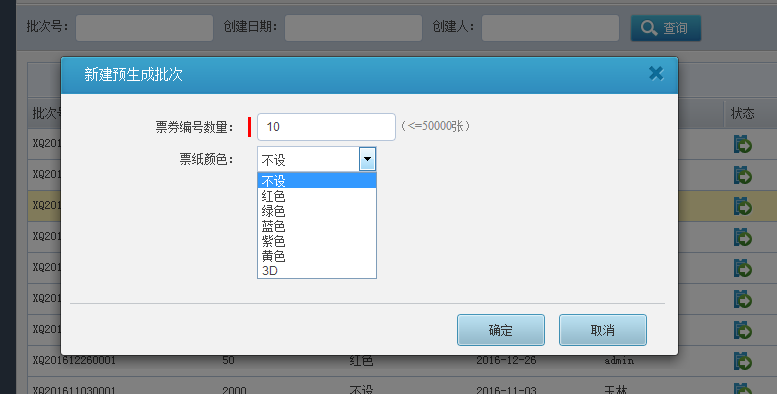 批次号： 创建日期： 创建人： 查询
新建预生成批次
批次号 状态
票券编号数量： 10 （<=50000张）
票纸颜色： 不设
不设
红色
绿色
蓝色
紫色
黄色
3D
XQ201
XQ201
XQ201
XQ201
XQ201
XQ201
XQ201
确定 取消
XQ201612260001 50 红色 2016-12-26 admin
XQ201611030001 2000 不设 2016-11-03 王林